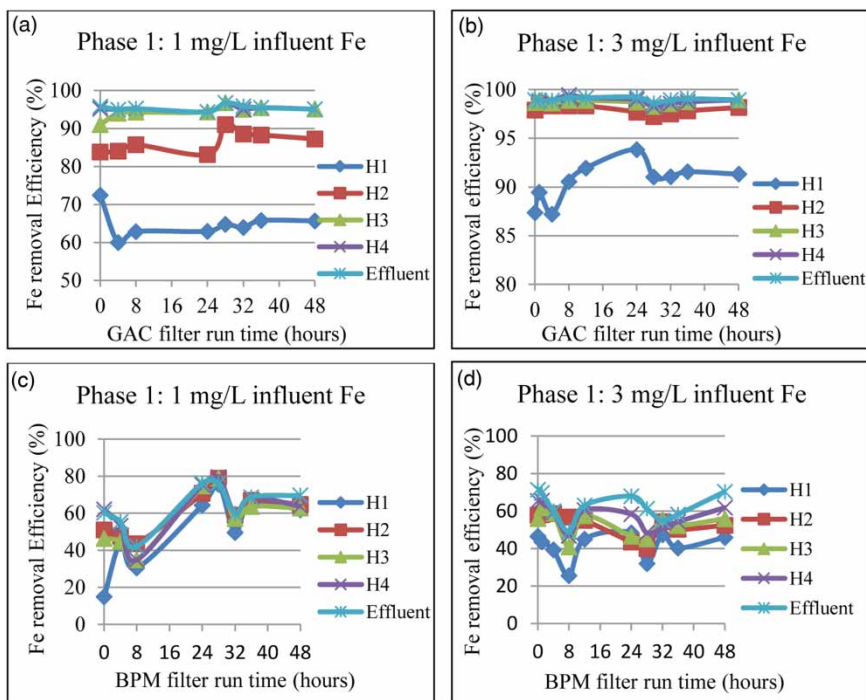 (a)
Phase 1: 1 mg/L influent Fe
Fe removal Efficiency (%)
100
90
80
70
60
50
0 8 16 24 32 40 48
GAC filter run time (hours)
H1
H2
H3
H4
Effluent
(b)
Phase 1: 3 mg/L influent Fe
Fe removal efficiency (%)
100
95
90
85
80
0 8 16 24 32 40 48
GAC filter run time (hours)
H1
H2
H3
H4
Effluent
(c)
Phase 1: 1 mg/L influent Fe
Fe removal Efficiency (%)
100
80
60
40
20
0
0 8 16 24 32 40 48
BPM filter run time (hours)
H1
H2
H3
H4
Effluent
(d)
Phase 1: 3 mg/L influent Fe
Fe removal efficiency (%)
100
80
60
40
20
0
0 8 16 24 32 40 48
BPM filter run time (hours)
H1
H2
H3
H4
Effluent